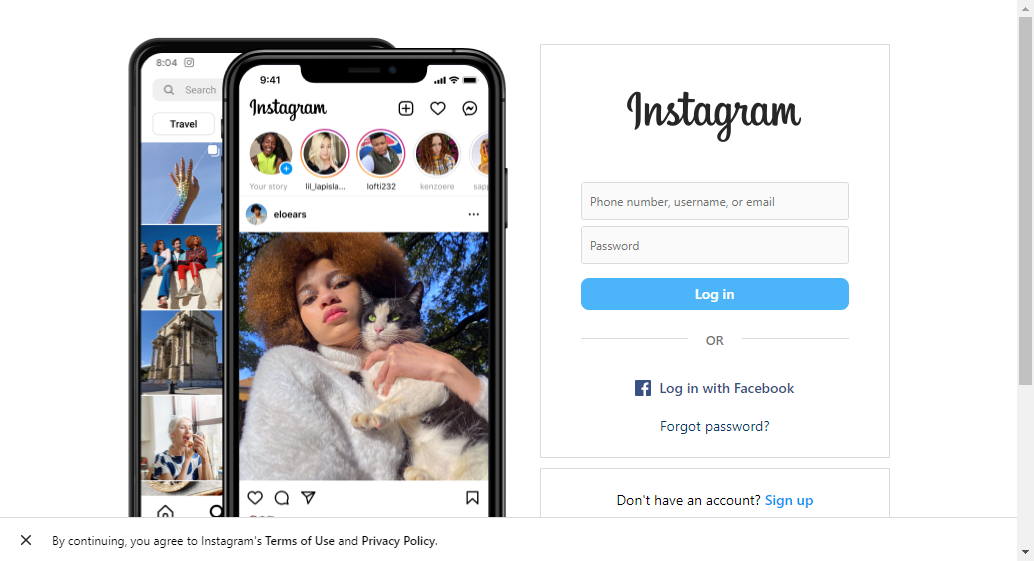 8:04
Search
Travel
9:41
Instagram
Your story
lil_lapisla...
lofti232
kenzoere
sapp
eloears
Instagram
Phone number, username, or email
Password
Log in
OR
Log in with Facebook
Forgot password?
Don't have an account? Sign up
By continuing, you agree to Instagram's Terms of Use and Privacy Policy.